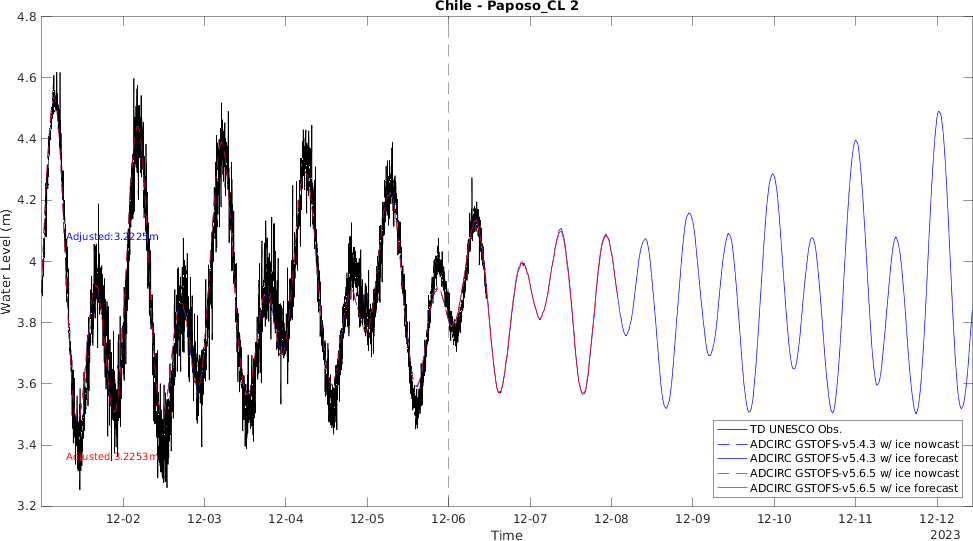 Chile - Paposo_CL 2
4.8
4.6
4.4
4.2
4
3.8
3.6
3.4
3.2
Water Level (m)
Adjusted:3.2225m
Adjusted:3.2253m
TD UNESCO Obs.
ADCIRC GSTOFS-v5.4.3 w/ ice nowcast
ADCIRC GSTOFS-v5.4.3 w/ ice forecast
ADCIRC GSTOFS-v5.6.5 w/ ice nowcast
ADCIRC GSTOFS-v5.6.5 w/ ice forecast
12-02 12-03 12-04 12-05 12-06 12-07 12-08 12-09 12-10 12-11 12-12
2023
Time